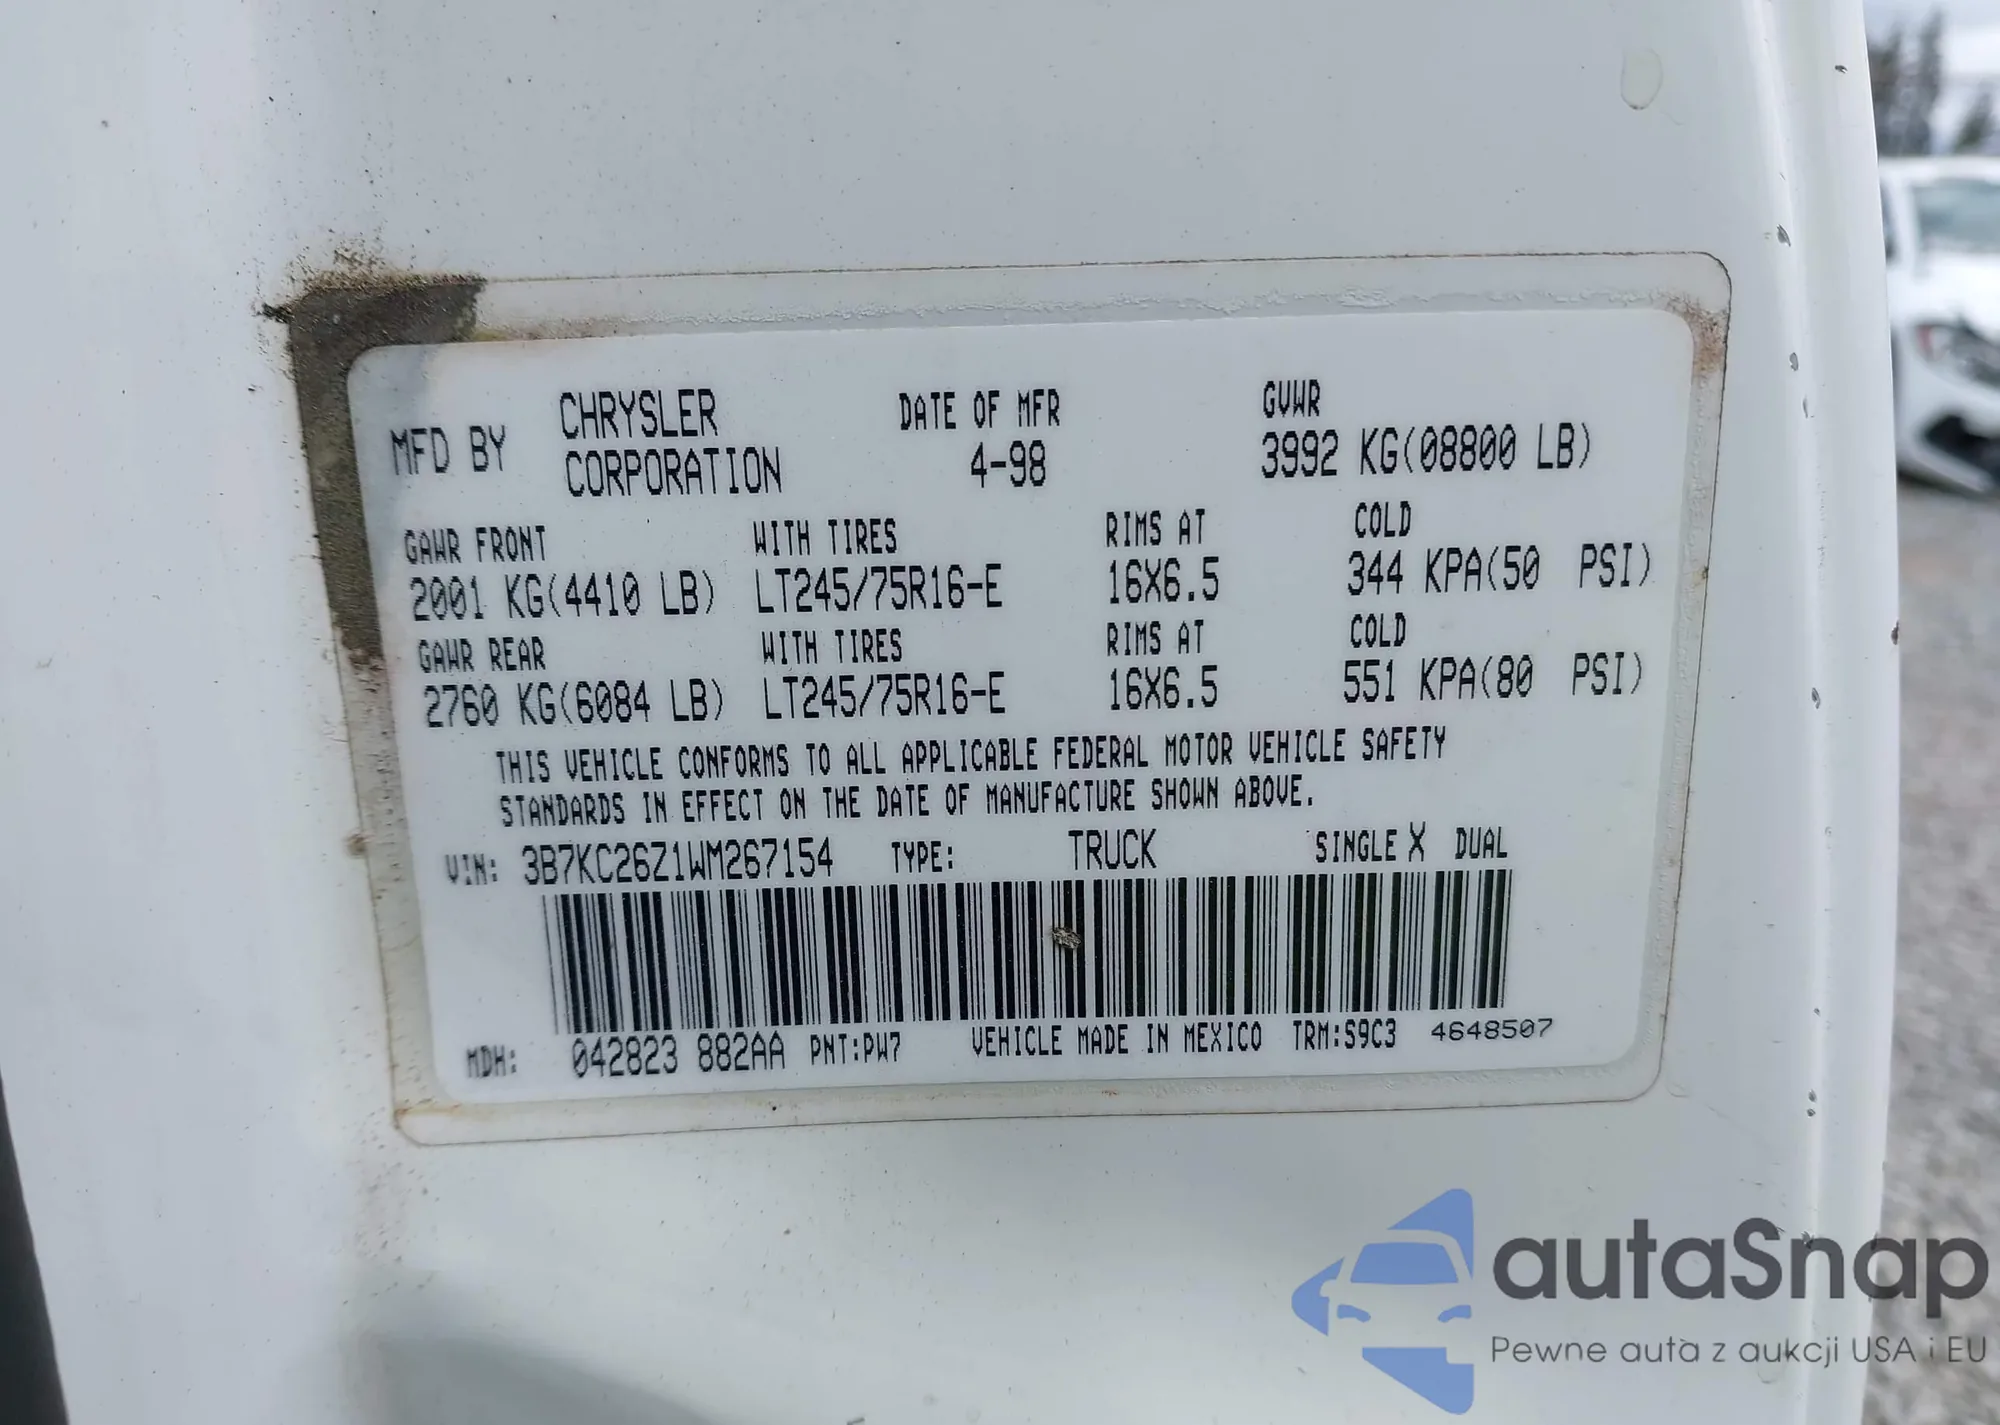 MFD BY CHRYSLER CORPORATION DATE OF MFR 4-98 GVWR 3992 KG(08800 LB)
GAWR FRONT WITH TIRES RIMS AT COLD
2001 KG(4410 LB) LT245/75R16-E 16X6.5 344 KPA(50 PSI)
GAWR REAR WITH TIRES RIMS AT COLD
2760 KG(6084 LB) LT245/75R16-E 16X6.5 551 KPA(80 PSI)
THIS VEHICLE CONFORMS TO ALL APPLICABLE FEDERAL MOTOR VEHICLE SAFETY
STANDARDS IN EFFECT ON THE DATE OF MANUFACTURE SHOWN ABOVE.
VIN: 3B7KC26Z1WM267154 TYPE: TRUCK SINGLE X DUAL
MDH: 042823 882AA PNT:PW7 VEHICLE MADE IN MEXICO TRM:S9C3 4648507
autaSnap
Pewne auta z aukcji USA i EU